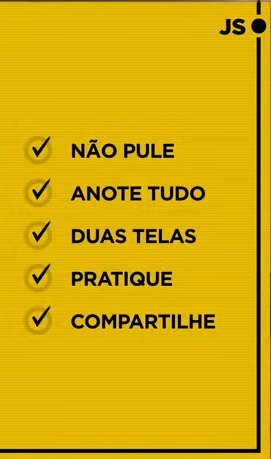 JS
NÃO PULE
ANOTE TUDO
DUAS TELAS
PRATIQUE
COMPARTILHE